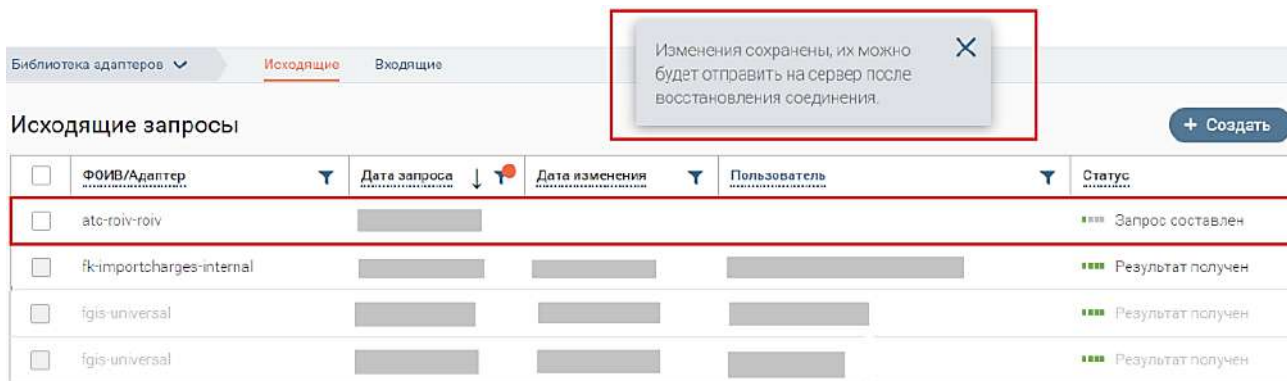 Изменения сохранены, их можно
будет отправить на сервер после
восстановления соединения.
Библиотека адаптеров Исходящие Входящие
Исходящие запросы + Создать
ФОИВ/Адаптер Дата запроса Дата изменения Пользователь Статус
atc-roiv-roiv Запрос составлен
fk-importcharges-internal Результат получен
fgis-universal Результат получен
fgis-universal Результат получен